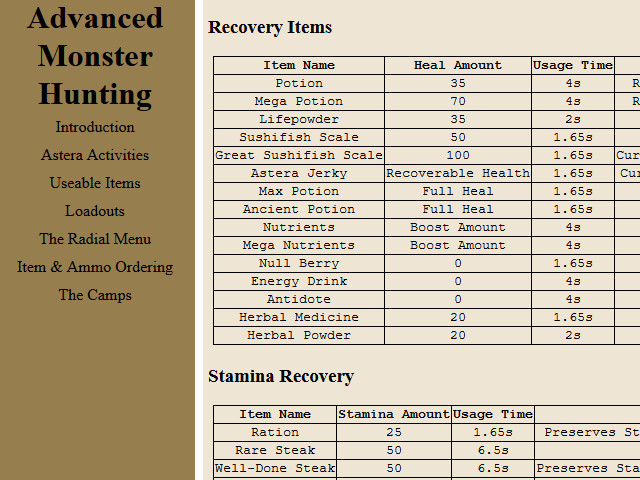 Advanced
Monster
Hunting
Introduction
Astera Activities
Useable Items
Loadouts
The Radial Menu
Item & Ammo Ordering
The Camps
Recovery Items
Item Name Heal Amount Usage Time
Potion 35 4s R
Mega Potion 70 4s R
Lifepowder 35 2s
Sushifish Scale 50 1.65s
Great Sushifish Scale 100 1.65s Cur
Astera Jerky Recoverable Health 1.65s Cur
Max Potion Full Heal 1.65s
Ancient Potion Full Heal 1.65s
Nutrients Boost Amount 4s
Mega Nutrients Boost Amount 4s
Null Berry 0 1.65s
Energy Drink 0 4s
Antidote 0 4s
Herbal Medicine 20 1.65s
Herbal Powder 20 2s
Stamina Recovery
Item Name Stamina Amount Usage Time
Ration 25 1.65s Preserves St
Rare Steak 50 6.5s
Well-Done Steak 50 6.5s Preserves Sta